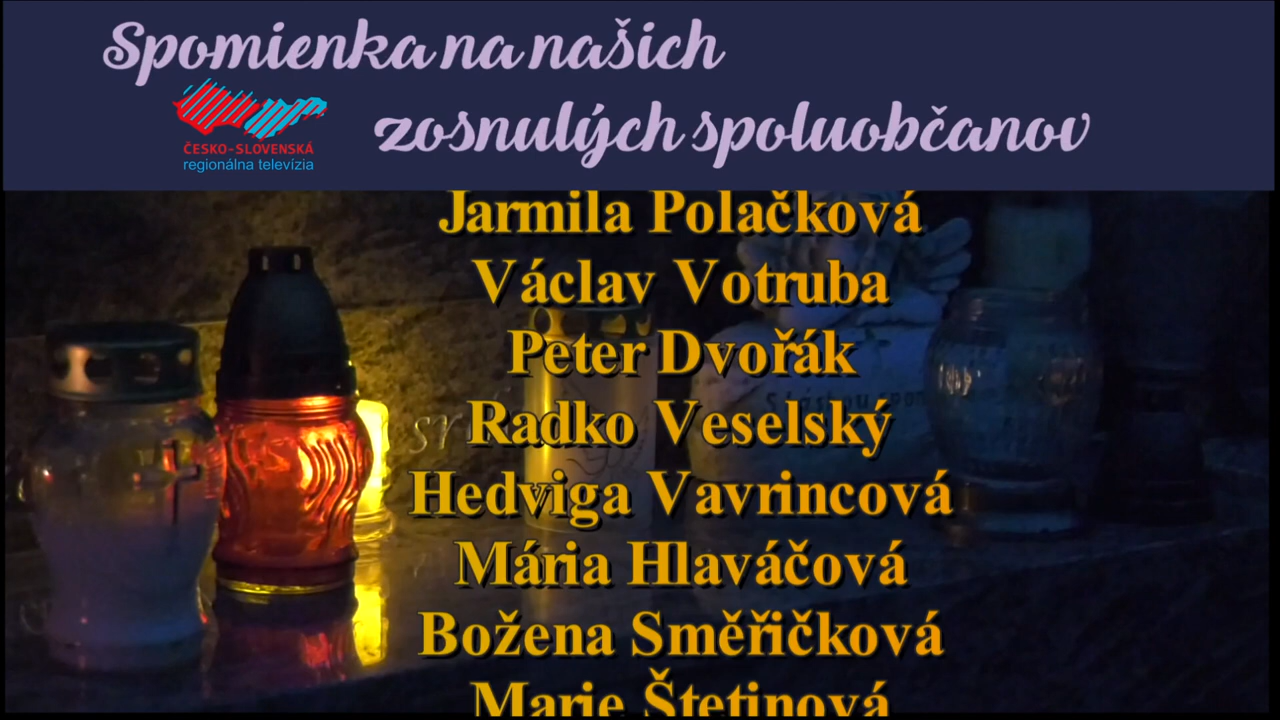 Spomienka na našich
zosnulých spoluobčanov
ČESKO-SLOVENSKÁ
regionálna televízia
Jarmila Polačková
Václav Votruba
Peter Dvořák
Radko Veselský
Hedviga Vavrincová
Mária Hlaváčová
Božena Směřičková
Marie Štetinová